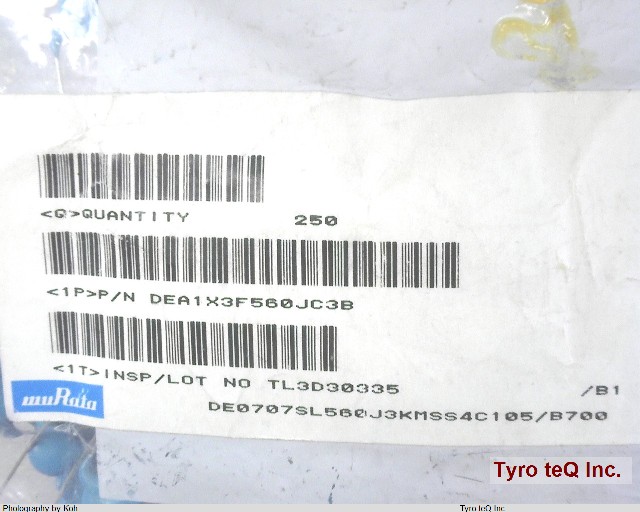 <Q>QUANTITY 250
<1P>P/N DEA1X3F560JC3B
<1T>INSP/LOT NO TL3D30335 /B1
muRata DE0707SL560J3KMSS4C105/B700
Tyro teQ Inc.
Photography by Koh Tyro teQ Inc